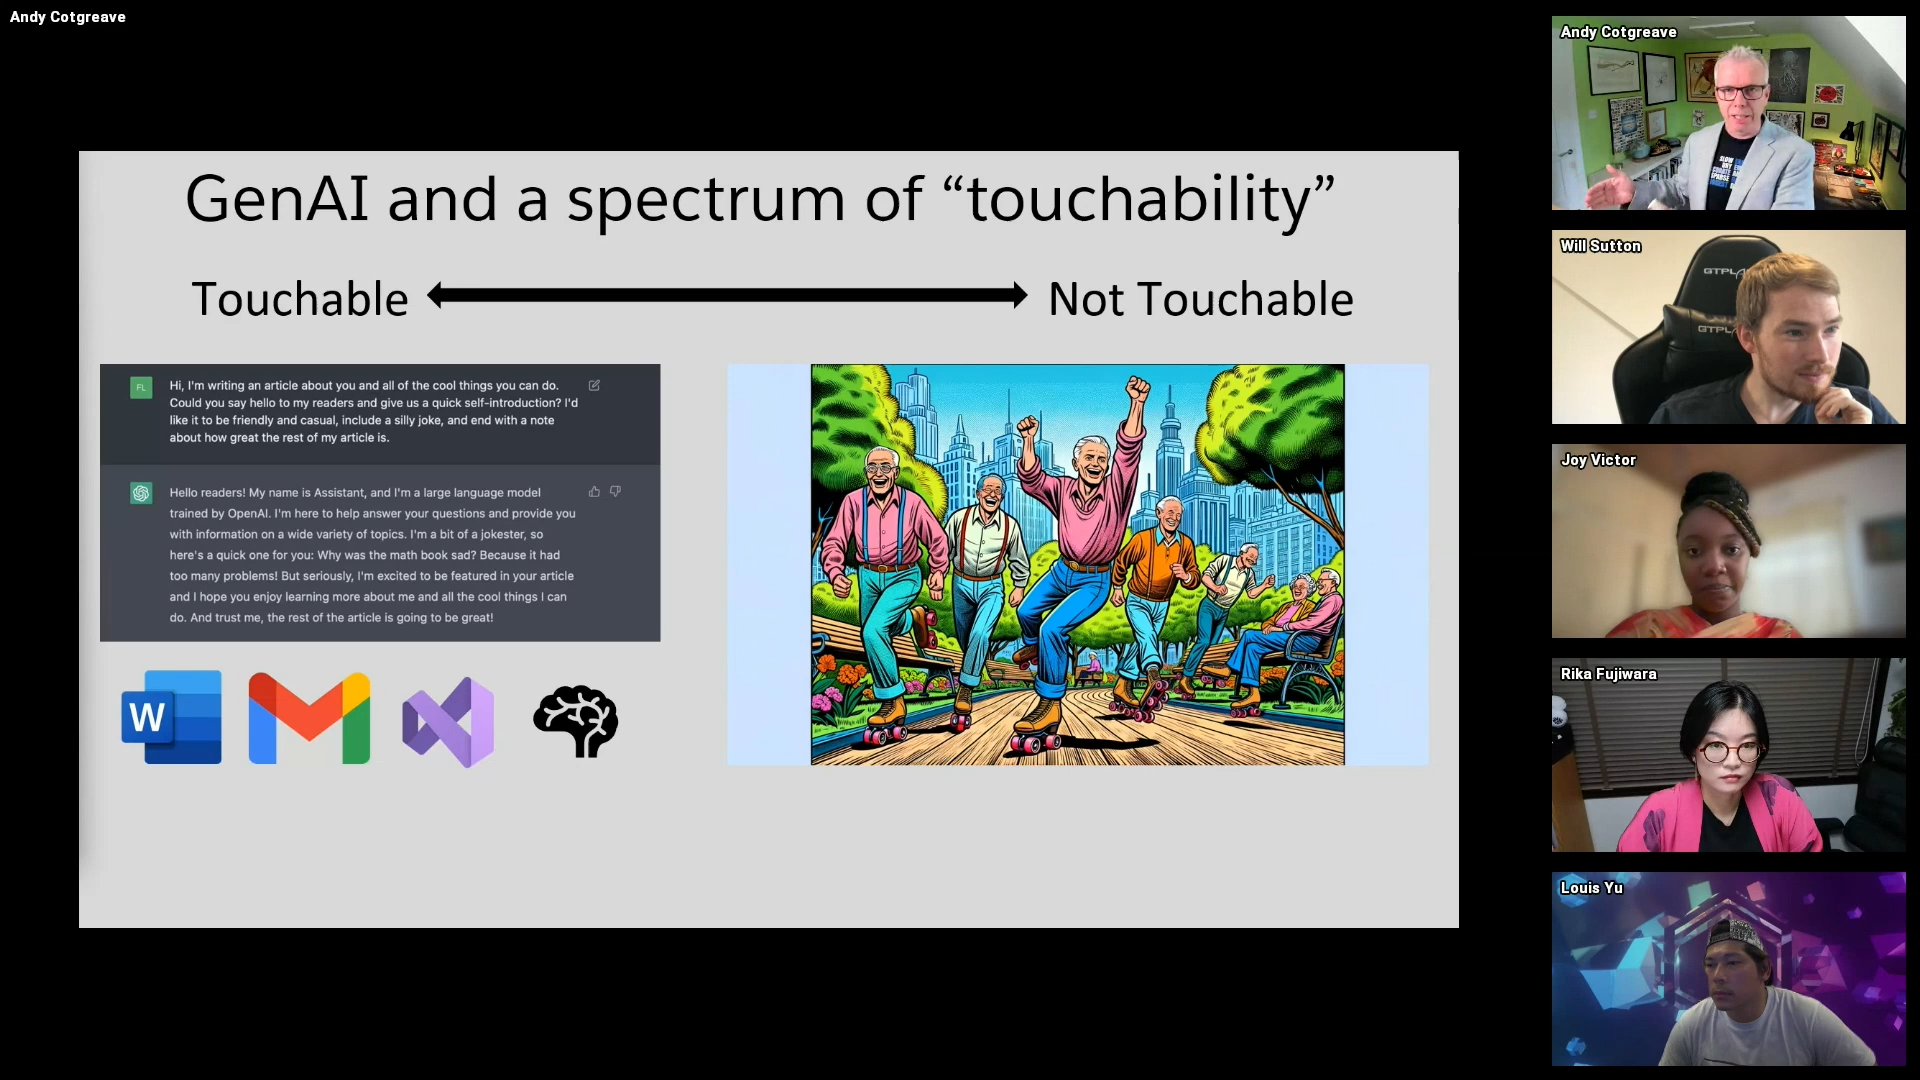 Andy Cotgreave
GenAI and a spectrum of “touchability”
Touchable
Not Touchable
FL
Hi, I'm writing an article about you and all of the cool things you can do.
Could you say hello to my readers and give us a quick self-introduction? I'd
like it to be friendly and casual, include a silly joke, and end with a note
about how great the rest of my article is.
Hello readers! My name is Assistant, and I'm a large language model
trained by OpenAI. I'm here to help answer your questions and provide you
with information on a wide variety of topics. I'm a bit of a jokester, so
here's a quick one for you: Why was the math book sad? Because it had
too many problems! But seriously, I'm excited to be featured in your article
and I hope you enjoy learning more about me and all the cool things I can
do. And trust me, the rest of the article is going to be great!
W
Andy Cotgreave
Will Sutton
Joy Victor
Rika Fujiwara
Louis Yu